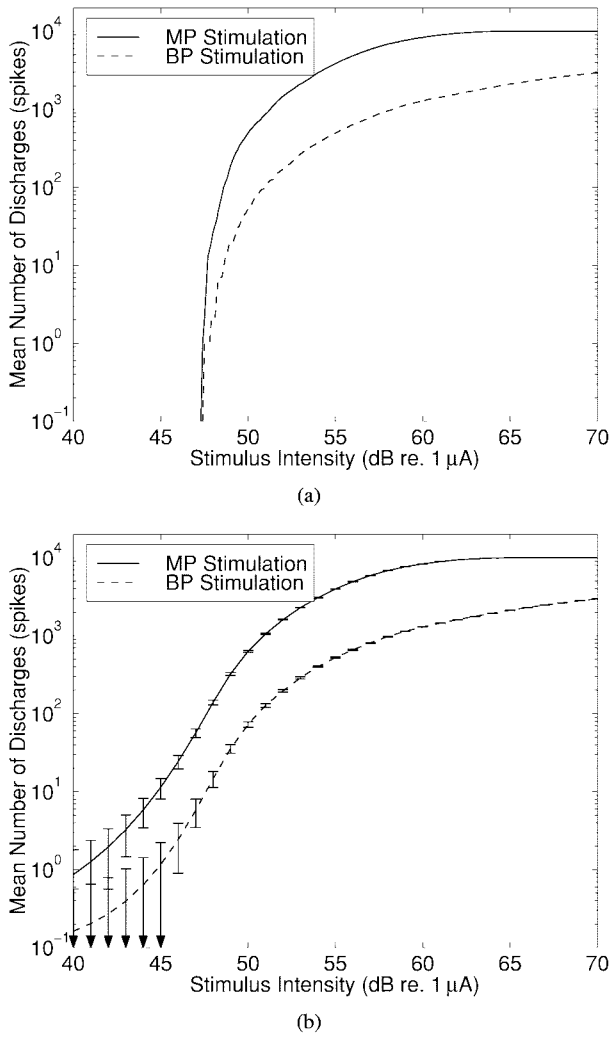 10^4
10^3
10^2
10^1
10^0
10^-1
Mean Number of Discharges (spikes)
MP Stimulation
BP Stimulation
40 45 50 55 60 65 70
Stimulus Intensity (dB re. 1 μA)
(a)
10^4
10^3
10^2
10^1
10^0
10^-1
Mean Number of Discharges (spikes)
MP Stimulation
BP Stimulation
40 45 50 55 60 65 70
Stimulus Intensity (dB re. 1 μA)
(b)